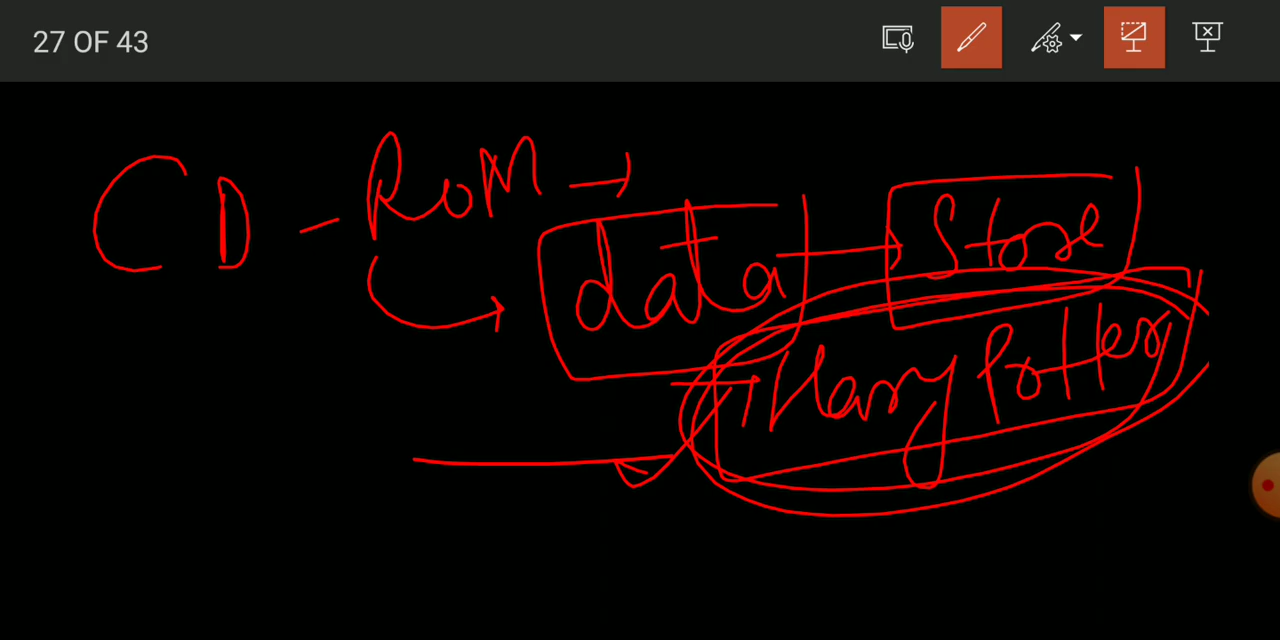 27 OF 43
CD - ROM →
data → Store
Harry Potter